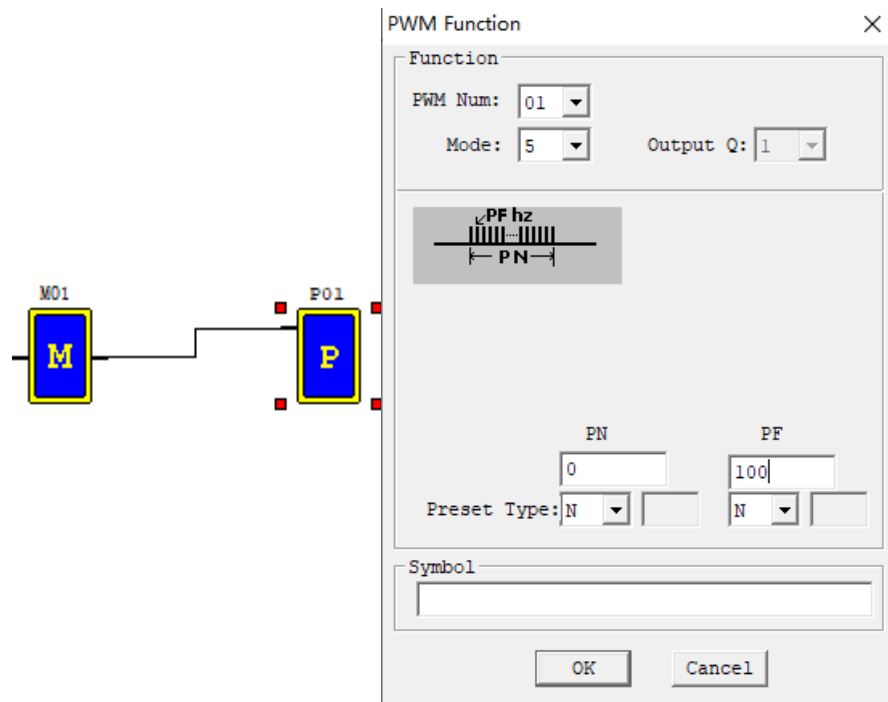 PWM Function
Function
PWM Num: 01
Mode: 5 Output Q: 1
PF hz
PN
M01
P01
M
P
PN PF
0 100
Preset Type: N N
Symbol
OK Cancel